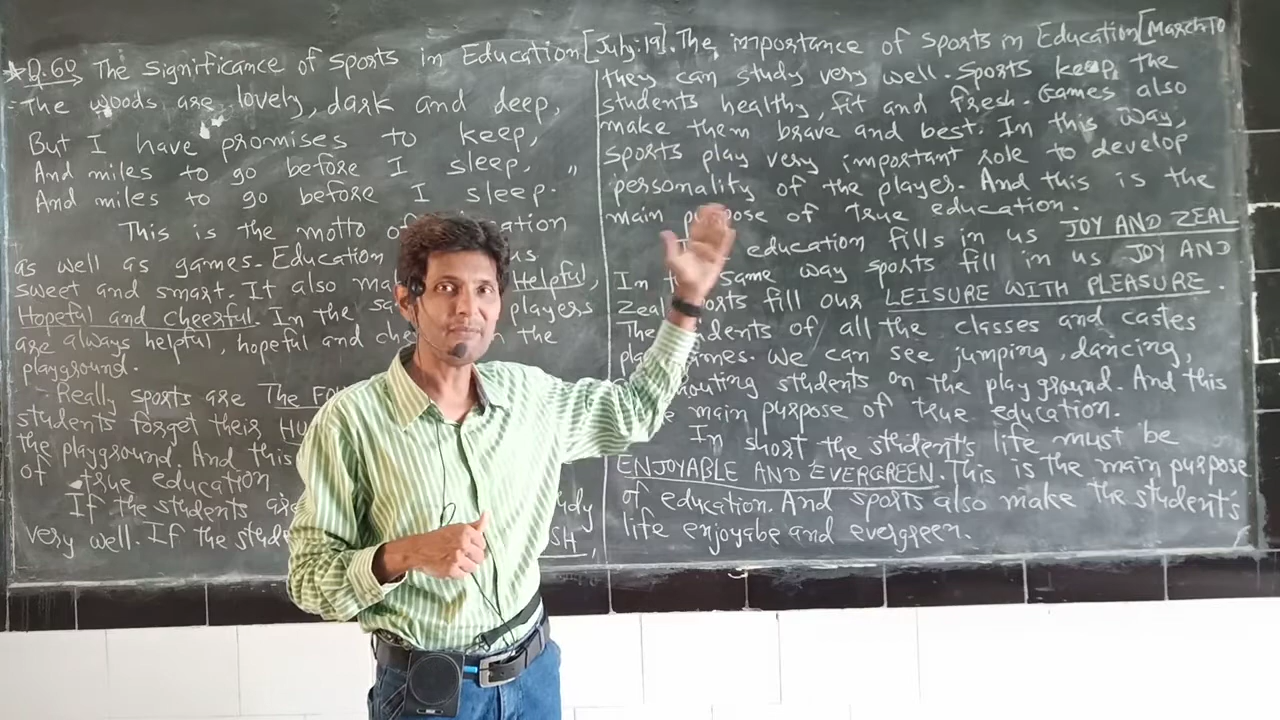 * Q.60 The significance of sports in Education [July:19]. The importance of sports in Education [March 10
"The woods are lovely, dark and deep,
But I have promises to keep,
And miles to go before I sleep,
And miles to go before I sleep."
This is the motto of
as well as games. Education
sweet and smart. It also Helpful,
Hopeful and cheerful. In the players
are always helpful, hopeful and the
playground.
Really sports are The
students forget their
the playground. And this
of true education
If the students are
very well. If the
they can study very well. Sports keep the
students healthy, fit and fresh. Games also
make them brave and best. In this way,
sports play very important role to develop
personality of the player. And this is the
main of true education.
education fills in us JOY AND ZEAL
In same way sports fill in us JOY AND
Zeal fill our LEISURE WITH PLEASURE.
The of all the classes and castes
We can see jumping, dancing,
students on the playground. And this
main purpose of true education.
In short the student's life must be
ENJOYABLE AND EVERGREEN. This is the main purpose
of education. And sports also make the student's
life enjoyabe and evergreen.